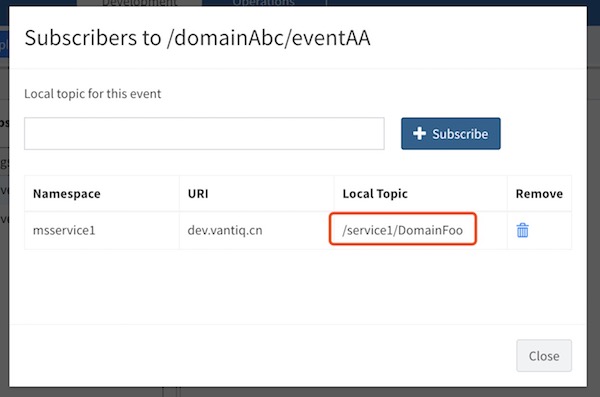 Development
Operations
Subscribers to /domainAbc/eventAA
Local topic for this event
Subscribe
Namespace URI Local Topic Remove
msservice1 dev.vantiq.cn /service1/DomainFoo
Close